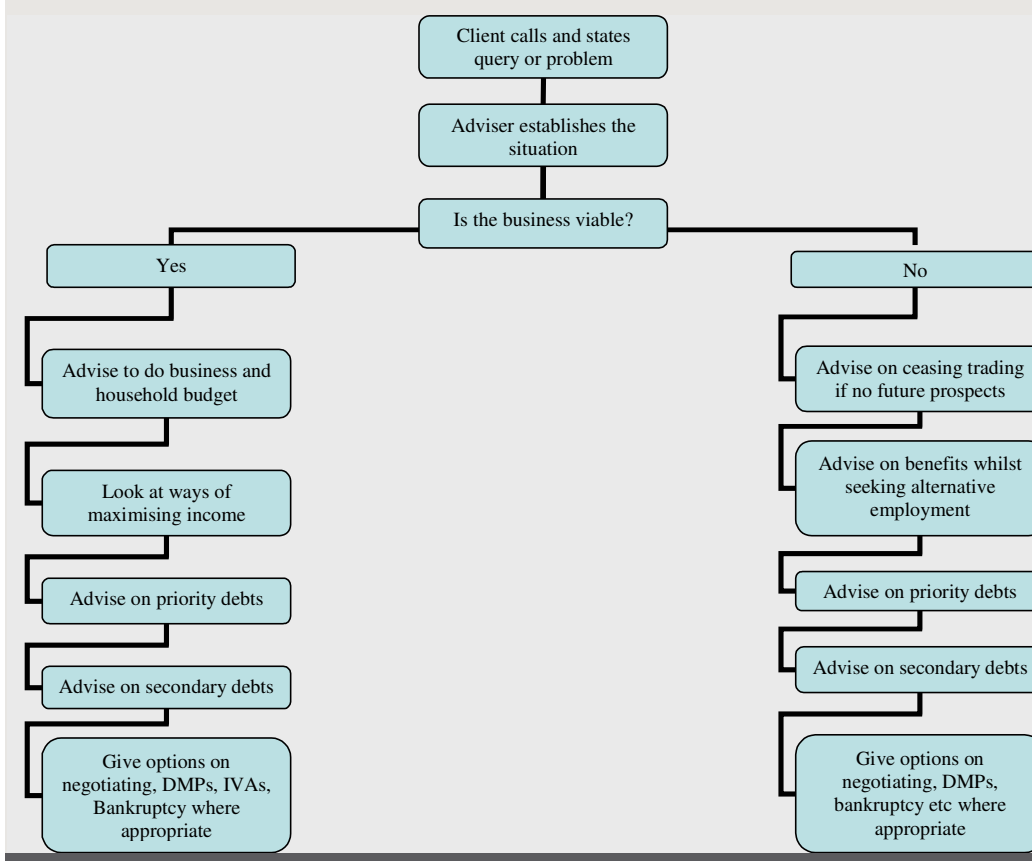 Client calls and states
query or problem
Adviser establishes the
situation
Is the business viable?
Yes
Advise to do business and
household budget
Look at ways of
maximising income
Advise on priority debts
Advise on secondary debts
Give options on
negotiating, DMPs, IVAs,
Bankruptcy where
appropriate
No
Advise on ceasing trading
if no future prospects
Advise on benefits whilst
seeking alternative
employment
Advise on priority debts
Advise on secondary debts
Give options on
negotiating, DMPs,
bankruptcy etc where
appropriate